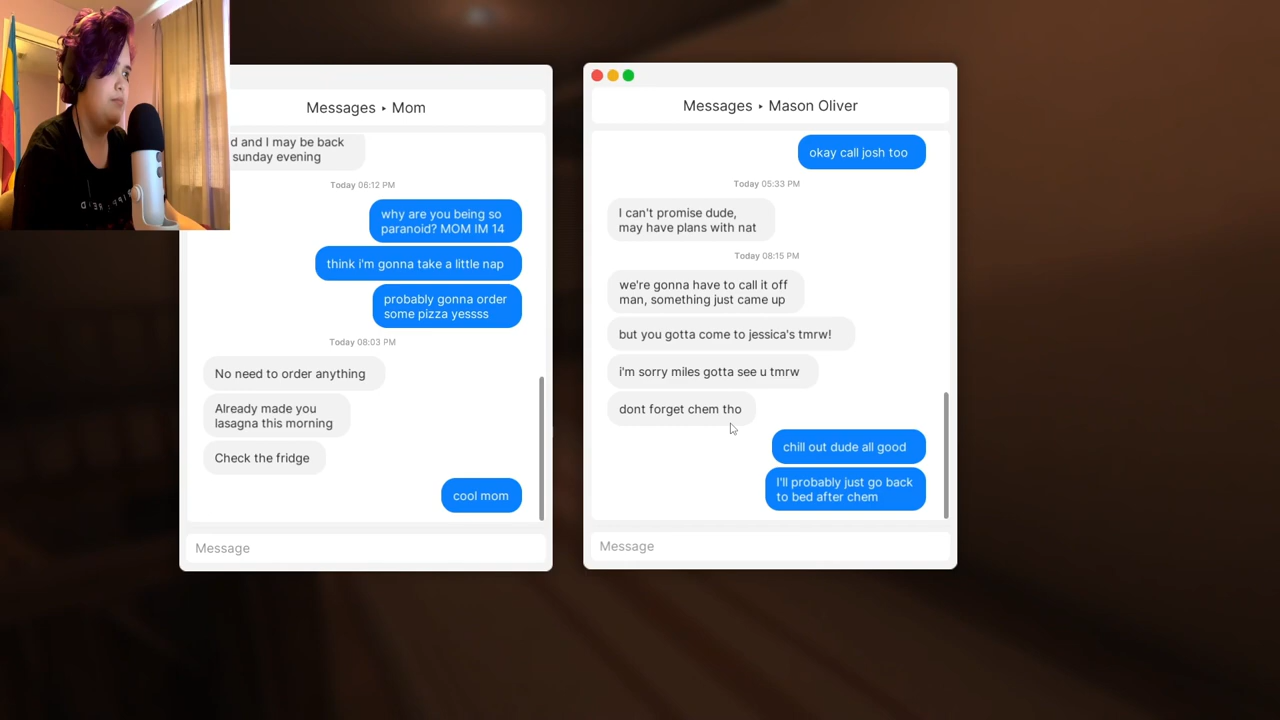 Messages ▸ Mom
d and I may be back
sunday evening
Today 06:12 PM
why are you being so
paranoid? MOM IM 14
think i'm gonna take a little nap
probably gonna order
some pizza yessss
Today 08:03 PM
No need to order anything
Already made you
lasagna this morning
Check the fridge
cool mom
Message
Messages ▸ Mason Oliver
okay call josh too
Today 05:33 PM
I can't promise dude,
may have plans with nat
Today 08:15 PM
we're gonna have to call it off
man, something just came up
but you gotta come to jessica's tmrw!
i'm sorry miles gotta see u tmrw
dont forget chem tho
chill out dude all good
I'll probably just go back
to bed after chem
Message